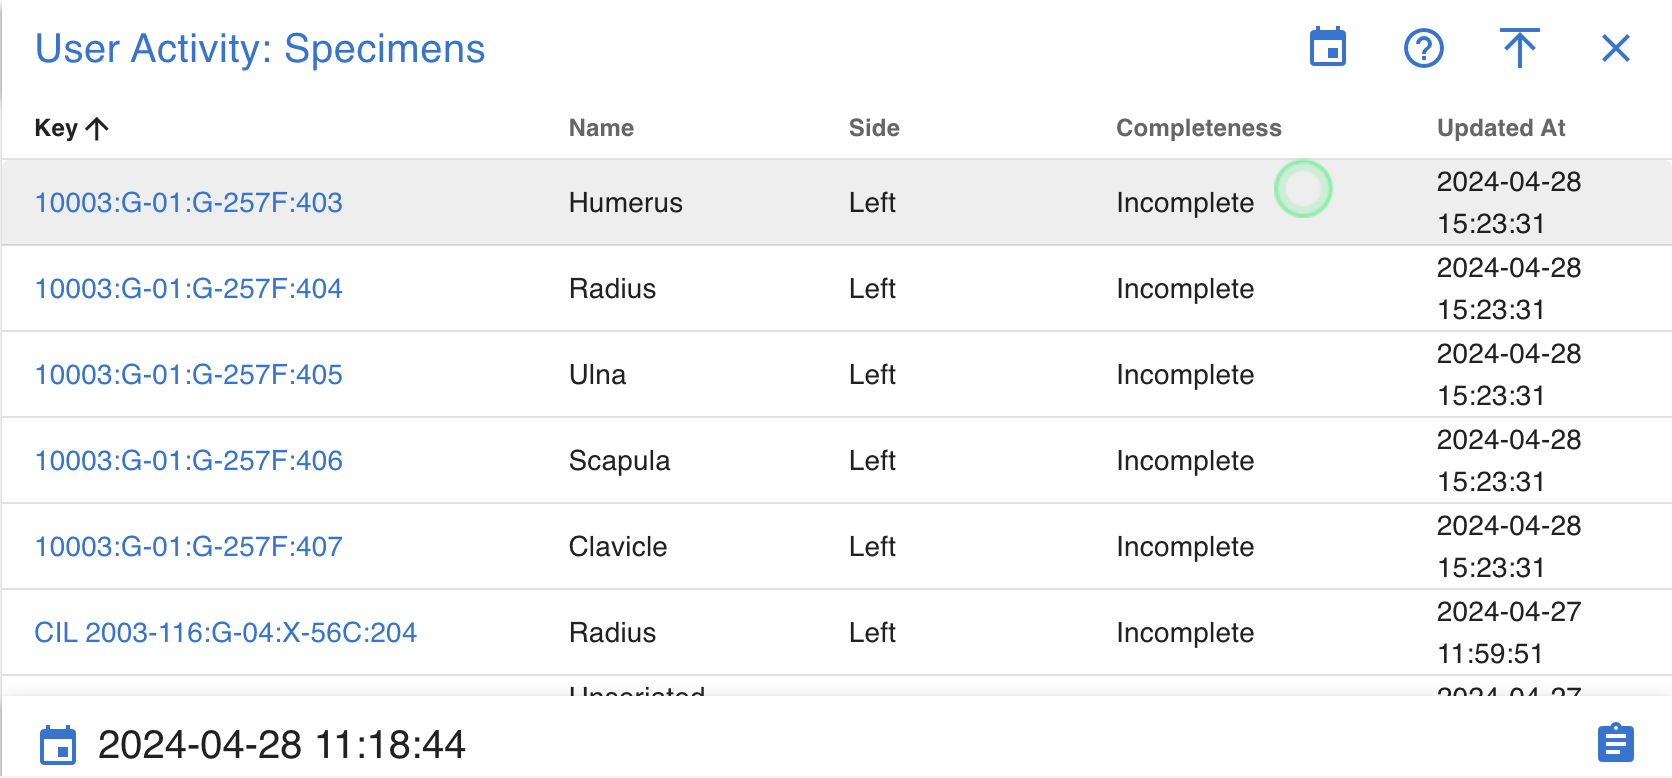 User Activity: Specimens
Key Name Side Completeness Updated At
10003:G-01:G-257F:403 Humerus Left Incomplete 2024-04-28 15:23:31
10003:G-01:G-257F:404 Radius Left Incomplete 2024-04-28 15:23:31
10003:G-01:G-257F:405 Ulna Left Incomplete 2024-04-28 15:23:31
10003:G-01:G-257F:406 Scapula Left Incomplete 2024-04-28 15:23:31
10003:G-01:G-257F:407 Clavicle Left Incomplete 2024-04-28 15:23:31
CIL 2003-116:G-04:X-56C:204 Radius Left Incomplete 2024-04-27 11:59:51
2024-04-28 11:18:44